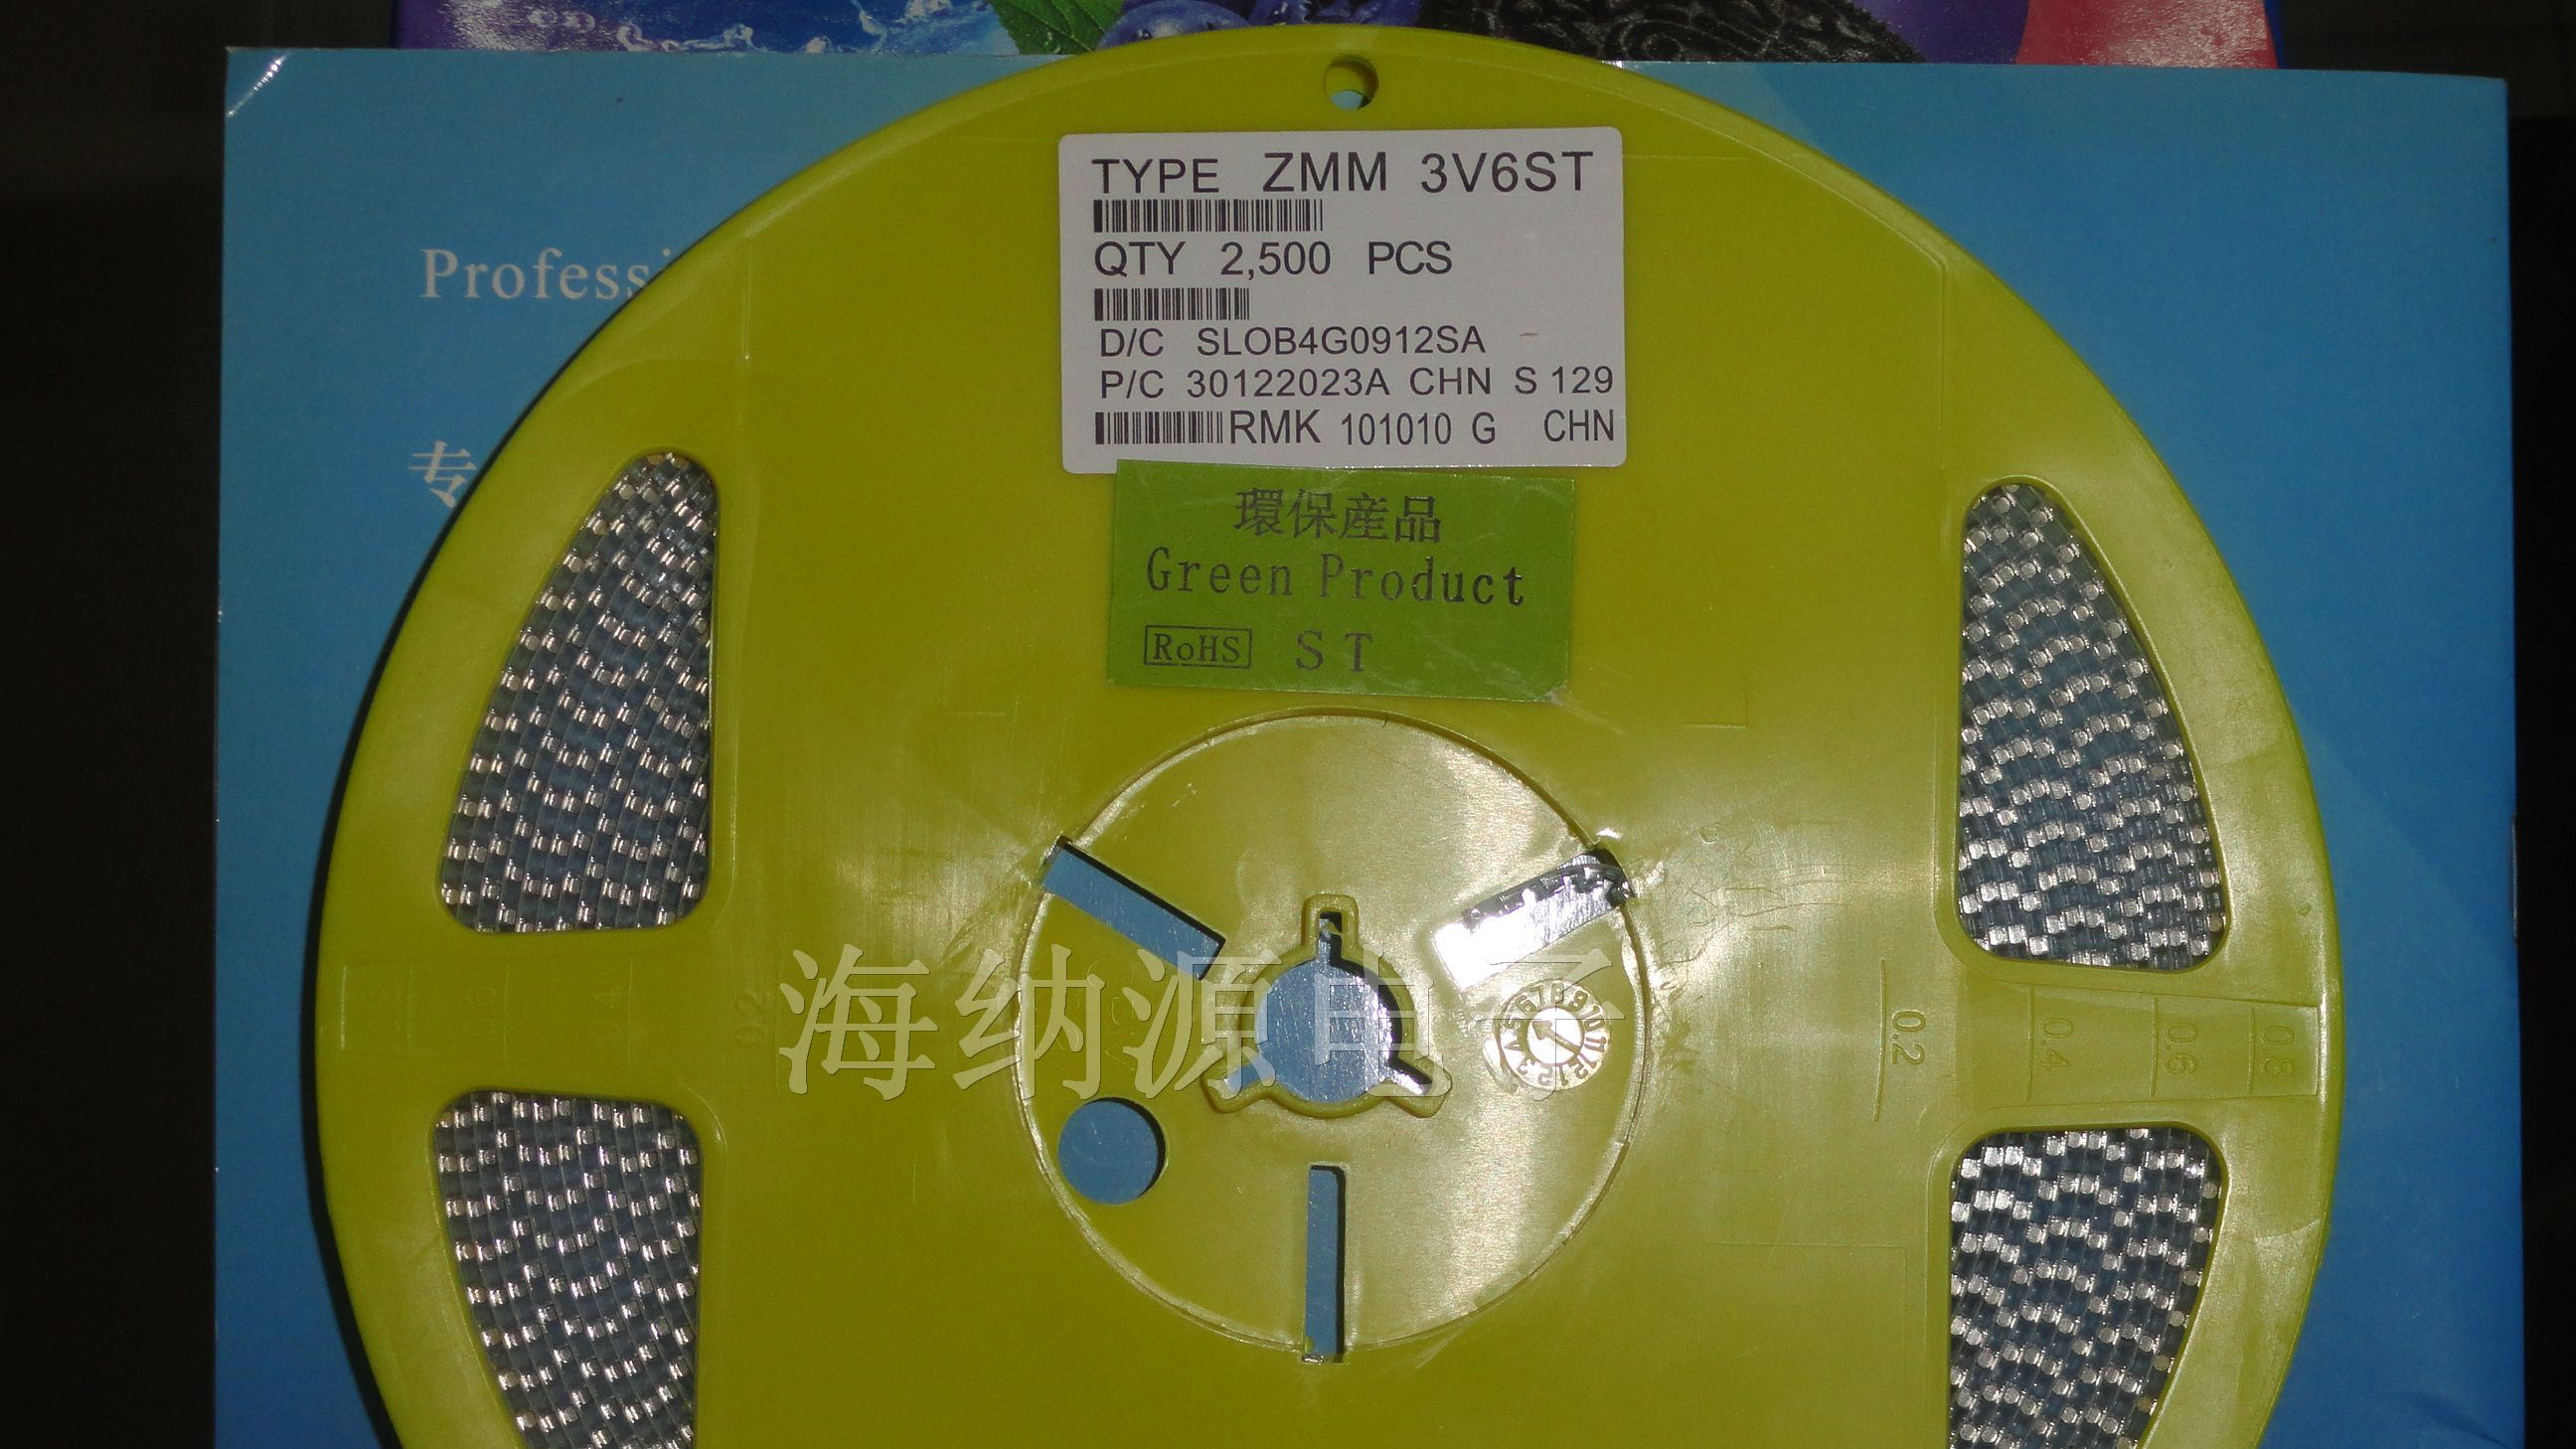 Professi
专
TYPE ZMM 3V6ST
QTY 2,500 PCS
D/C SLOB4G0912SA
P/C 30122023A CHN S 129
RMK 101010 G CHN
環保産品
Green Product
RoHS ST
海纳源电子
0.2
0.4
0.6
0.8